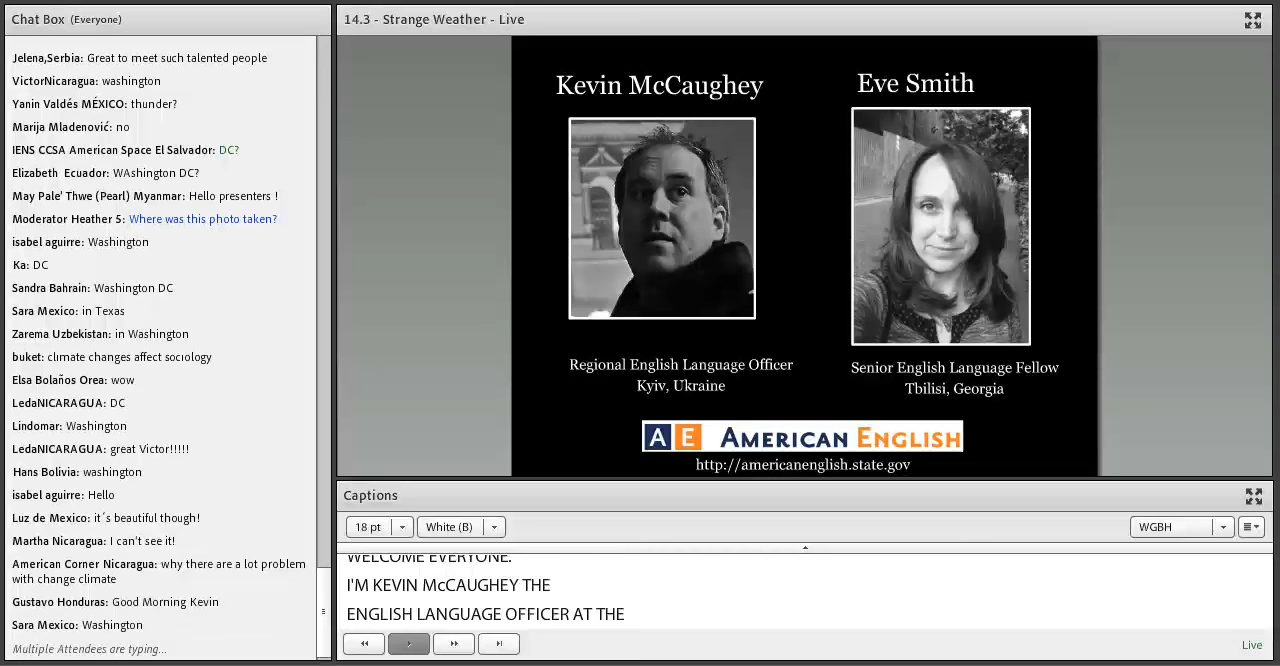 Chat Box (Everyone)
Jelena,Serbia: Great to meet such talented people
VictorNicaragua: washington
Yanin Valdés MÉXICO: thunder?
Marija Mladenović: no
IENS CCSA American Space El Salvador: DC?
Elizabeth Ecuador: WAshington DC?
May Pale' Thwe (Pearl) Myanmar: Hello presenters !
Moderator Heather 5: Where was this photo taken?
isabel aguirre: Washington
Ka: DC
Sandra Bahrain: Washington DC
Sara Mexico: in Texas
Zarema Uzbekistan: in Washington
buket: clımate changes affect socıology
Elsa Bolaños Orea: wow
LedaNICARAGUA: DC
Lindomar: Washington
LedaNICARAGUA: great Victor!!!!!
Hans Bolivia: washington
isabel aguirre: Hello
Luz de Mexico: it´s beautiful though!
Martha Nicaragua: I can't see it!
American Corner Nicaragua: why there are a lot problem
with change climate
Gustavo Honduras: Good Morning Kevin
Sara Mexico: Washington
Multiple Attendees are typing...
14.3 - Strange Weather - Live
Kevin McCaughey
Eve Smith
Regional English Language Officer
Kyiv, Ukraine
Senior English Language Fellow
Tbilisi, Georgia
AE AMERICAN ENGLISH
http://americanenglish.state.gov
Captions
18 pt
White (B)
WGBH
WELCOME EVERYONE.
I'M KEVIN McCAUGHEY THE
ENGLISH LANGUAGE OFFICER AT THE
Live